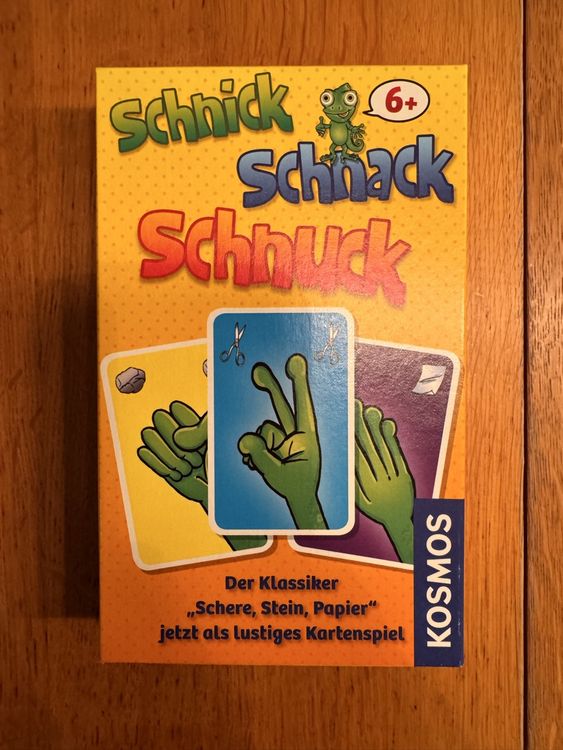 Schnick
6+
Schnack
Schnuck
Der Klassiker
„Schere, Stein, Papier“
jetzt als lustiges Kartenspiel
KOSMOS